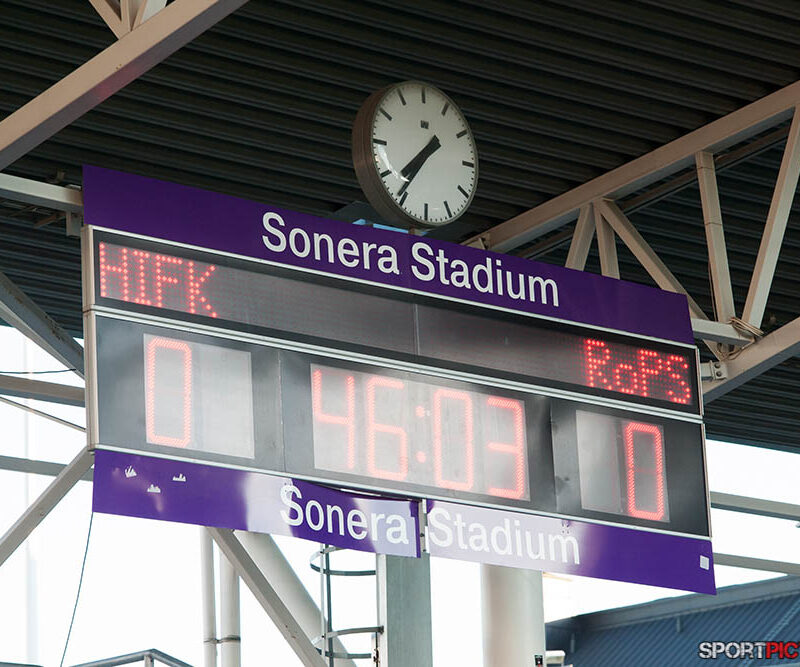 Sonera Stadium
HIFK
RoPS
0
46:03
0
Sonera Stadium
SPORTPIC